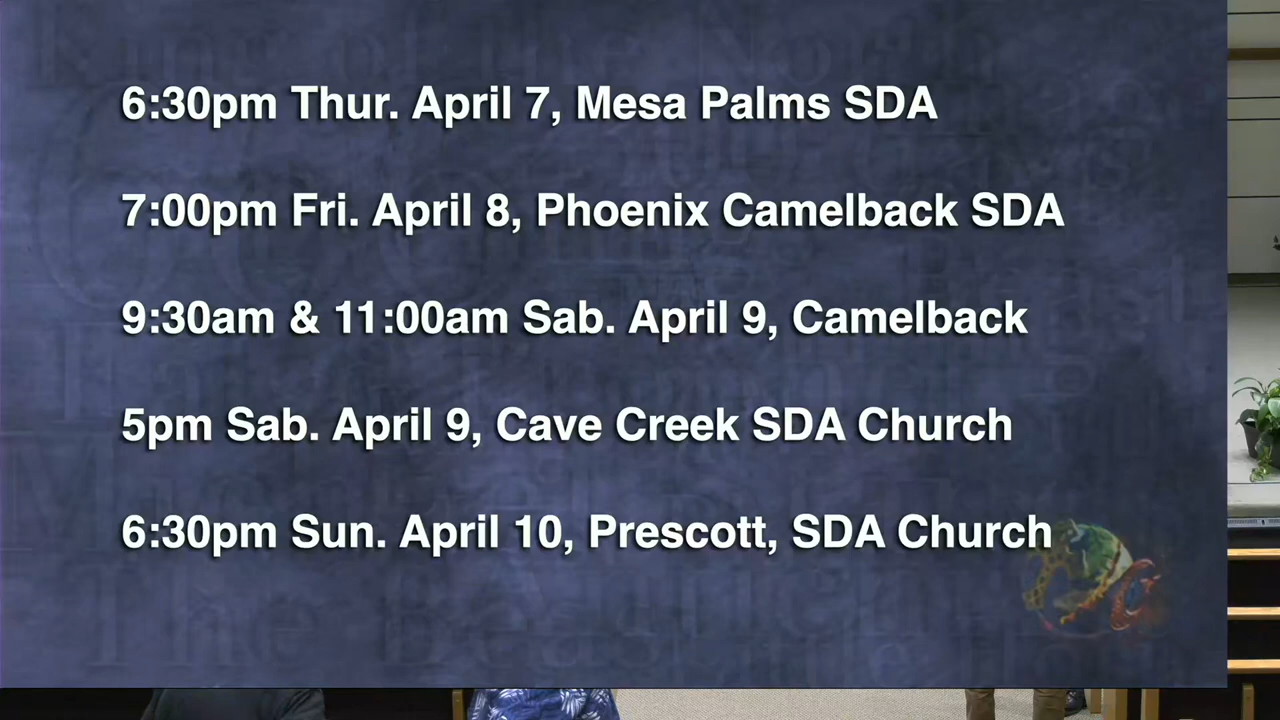 6:30pm Thur. April 7, Mesa Palms SDA
7:00pm Fri. April 8, Phoenix Camelback SDA
9:30am & 11:00am Sab. April 9, Camelback
5pm Sab. April 9, Cave Creek SDA Church
6:30pm Sun. April 10, Prescott, SDA Church